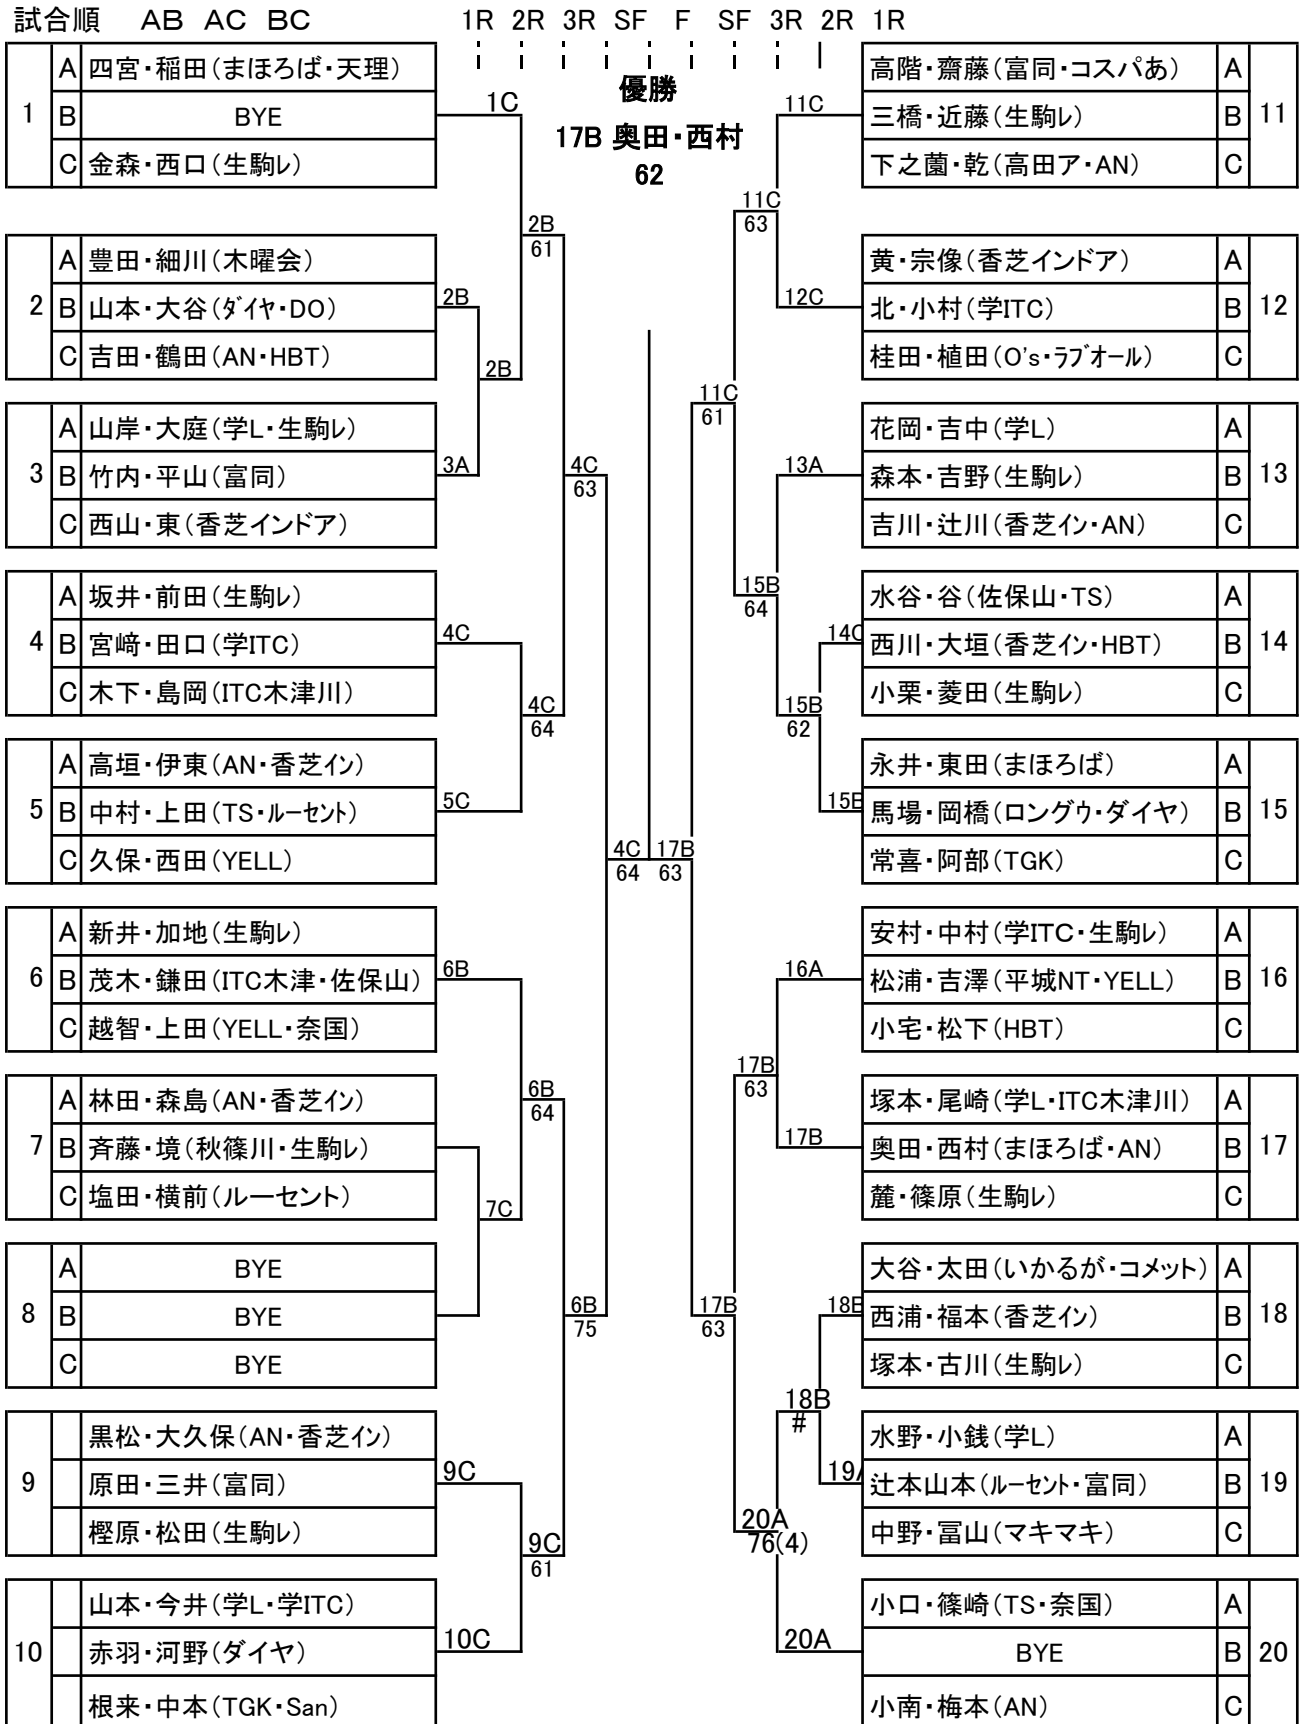 試合順 AB AC BC
1R 2R 3R SF F SF 3R 2R 1R
優勝
17B 奥田・西村
62
1
A 四宮・稲田(まほろば・天理)
B BYE
C 金森・西口(生駒レ)
2
A 豊田・細川(木曜会)
B 山本・大谷(ダイヤ・DO)
C 吉田・鶴田(AN・HBT)
3
A 山岸・大庭(学L・生駒レ)
B 竹内・平山(富同)
C 西山・東(香芝インドア)
4
A 坂井・前田(生駒レ)
B 宮﨑・田口(学ITC)
C 木下・島岡(ITC木津川)
5
A 高垣・伊東(AN・香芝イン)
B 中村・上田(TS・ルーセント)
C 久保・西田(YELL)
6
A 新井・加地(生駒レ)
B 茂木・鎌田(ITC木津・佐保山)
C 越智・上田(YELL・奈国)
7
A 林田・森島(AN・香芝イン)
B 斉藤・境(秋篠川・生駒レ)
C 塩田・横前(ルーセント)
8
A BYE
B BYE
C BYE
9
黒松・大久保(AN・香芝イン)
原田・三井(富同)
樫原・松田(生駒レ)
10
山本・今井(学L・学ITC)
赤羽・河野(ダイヤ)
根来・中本(TGK・San)
1C
2B
3A
2B
2B
61
4C
5C
4C
64
4C
63
6B
7C
6B
64
9C
10C
9C
61
6B
75
4C
64
17B
63
11C
12C
11C
63
13A
14C
15B
15B
62
15B
64
11C
61
16A
17B
17B
63
18B
19A
18B
#
20A
20A
76(4)
17B
63
高階・齋藤(富同・コスパあ) A
三橋・近藤(生駒レ) B
下之薗・乾(高田ア・AN) C
11
黄・宗像(香芝インドア) A
北・小村(学ITC) B
桂田・植田(O's・ラブオール) C
12
花岡・吉中(学L) A
森本・吉野(生駒レ) B
吉川・辻川(香芝イン・AN) C
13
水谷・谷(佐保山・TS) A
西川・大垣(香芝イン・HBT) B
小栗・菱田(生駒レ) C
14
永井・東田(まほろば) A
馬場・岡橋(ロングゥ・ダイヤ) B
常喜・阿部(TGK) C
15
安村・中村(学ITC・生駒レ) A
松浦・吉澤(平城NT・YELL) B
小宅・松下(HBT) C
16
塚本・尾崎(学L・ITC木津川) A
奥田・西村(まほろば・AN) B
麓・篠原(生駒レ) C
17
大谷・太田(いかるが・コメット) A
西浦・福本(香芝イン) B
塚本・古川(生駒レ) C
18
水野・小銭(学L) A
辻本山本(ルーセント・富同) B
中野・冨山(マキマキ) C
19
小口・篠崎(TS・奈国) A
BYE B
小南・梅本(AN) C
20